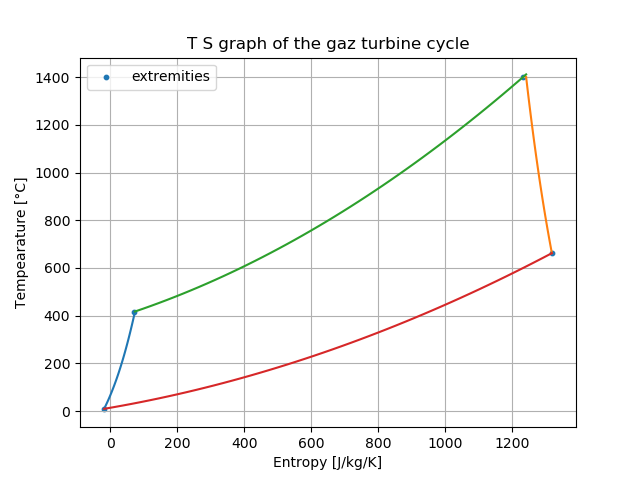 T S graph of the gaz turbine cycle
extremities
1400
1200
1000
800
600
400
200
0
Tempearature [°C]
0 200 400 600 800 1000 1200
Entropy [J/kg/K]